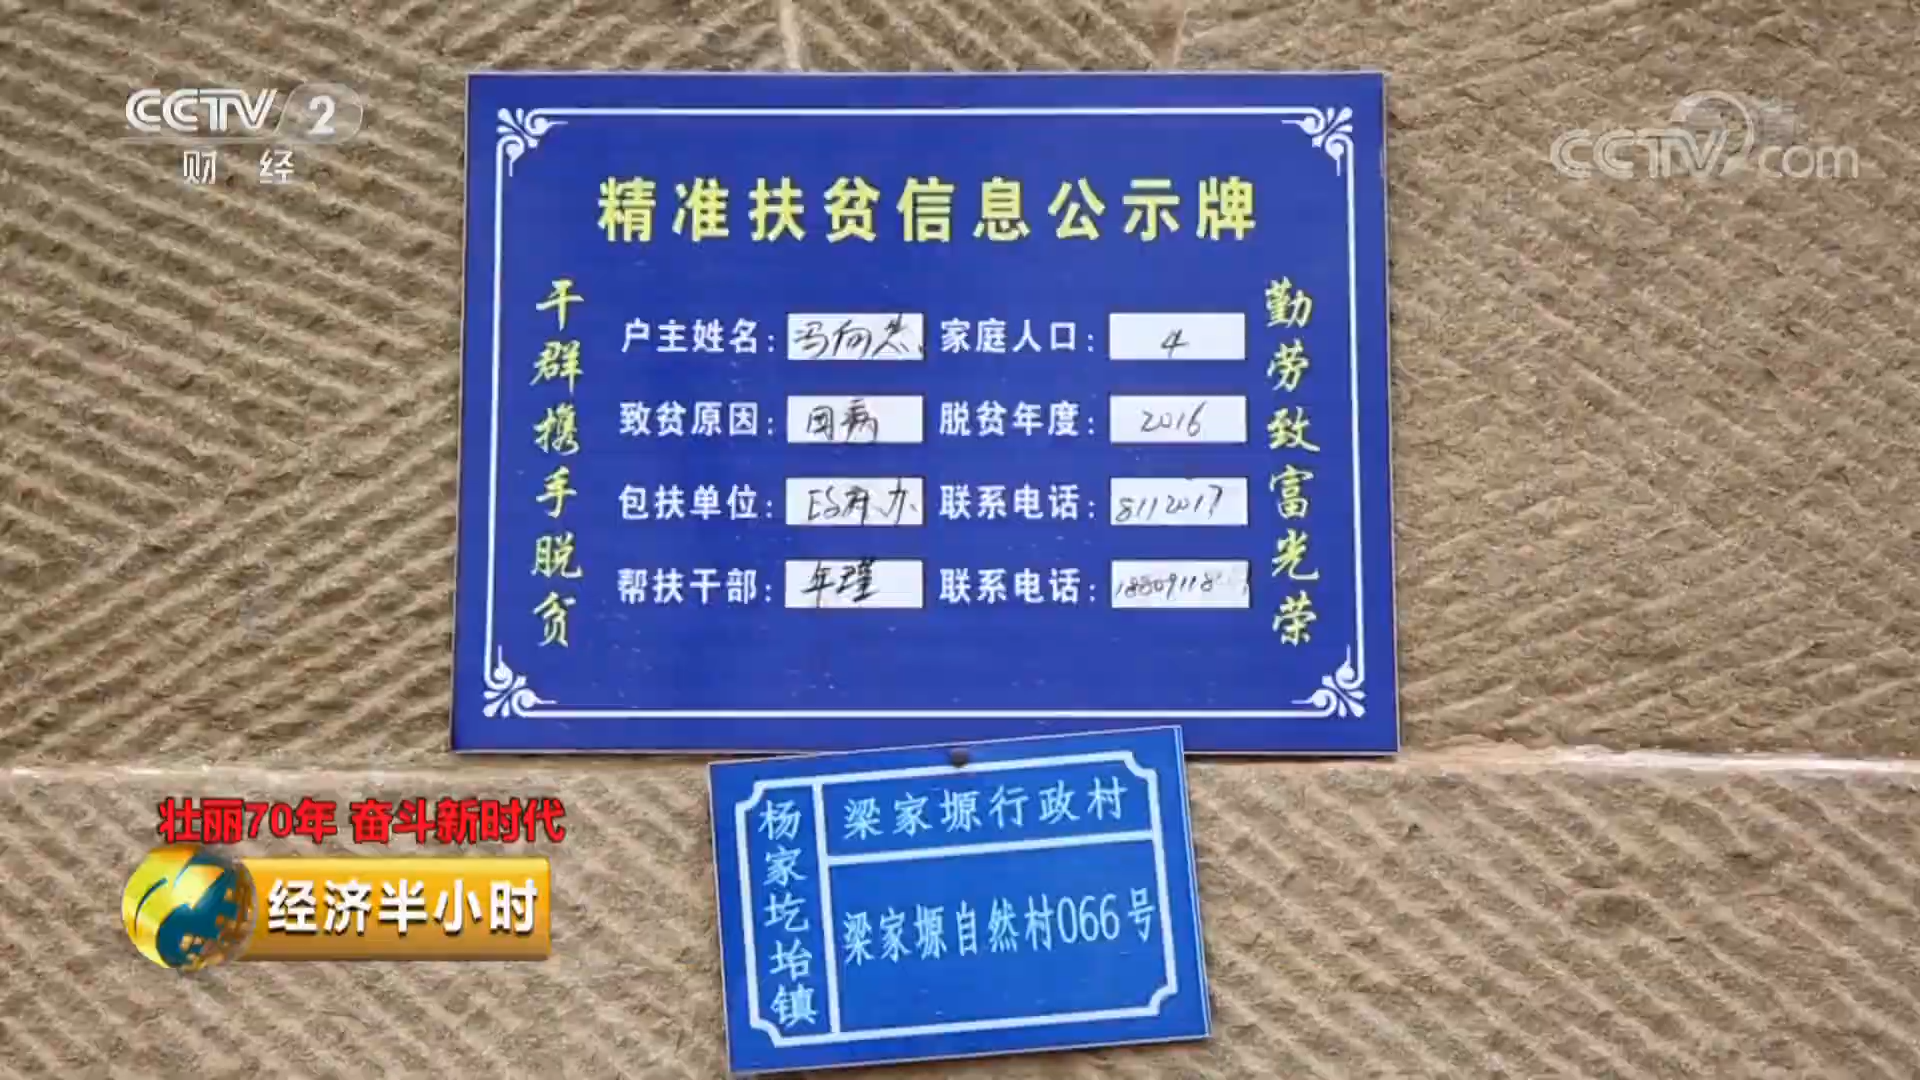 CCTV 2
财 经
CCTV com
精准扶贫信息公示牌
干群携手脱贫
户主姓名: 家庭人口: 4
致贫原因: 因病 脱贫年度: 2016
包扶单位: 政府办 联系电话: 8112017
帮扶干部: 联系电话:
勤劳致富光荣
杨家圪坮镇
梁家塬行政村
梁家塬自然村066号
壮丽70年 奋斗新时代
经济半小时